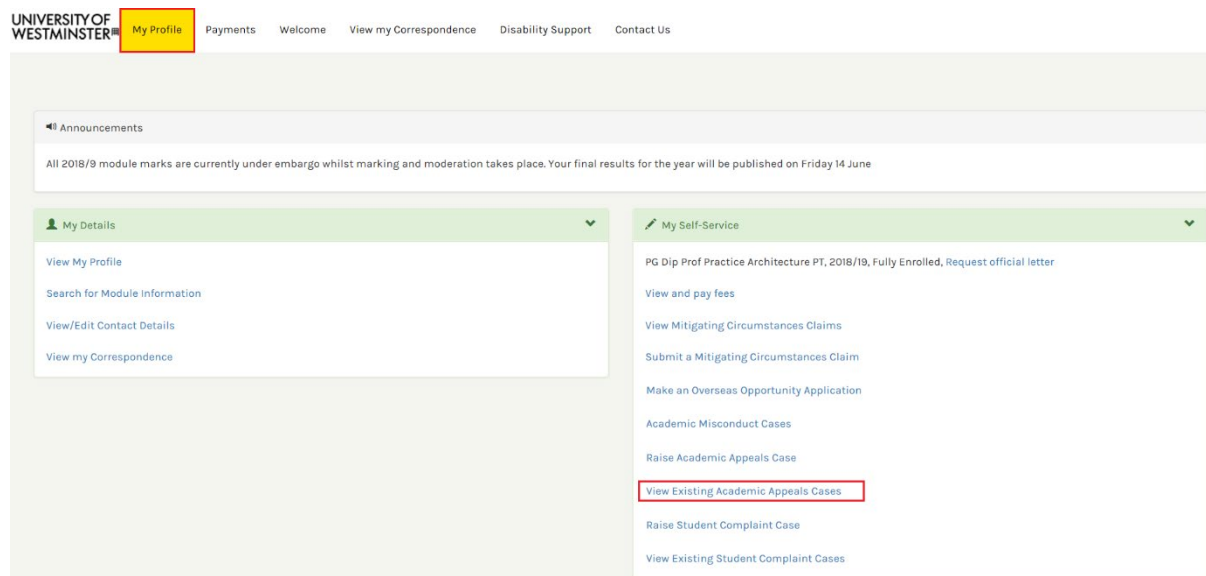 UNIVERSITY OF
WESTMINSTER
My Profile Payments Welcome View my Correspondence Disability Support Contact Us
Announcements
All 2018/9 module marks are currently under embargo whilst marking and moderation takes place. Your final results for the year will be published on Friday 14 June
My Details
View My Profile
Search for Module Information
View/Edit Contact Details
View my Correspondence
My Self-Service
PG Dip Prof Practice Architecture PT, 2018/19, Fully Enrolled, Request official letter
View and pay fees
View Mitigating Circumstances Claims
Submit a Mitigating Circumstances Claim
Make an Overseas Opportunity Application
Academic Misconduct Cases
Raise Academic Appeals Case
View Existing Academic Appeals Cases
Raise Student Complaint Case
View Existing Student Complaint Cases